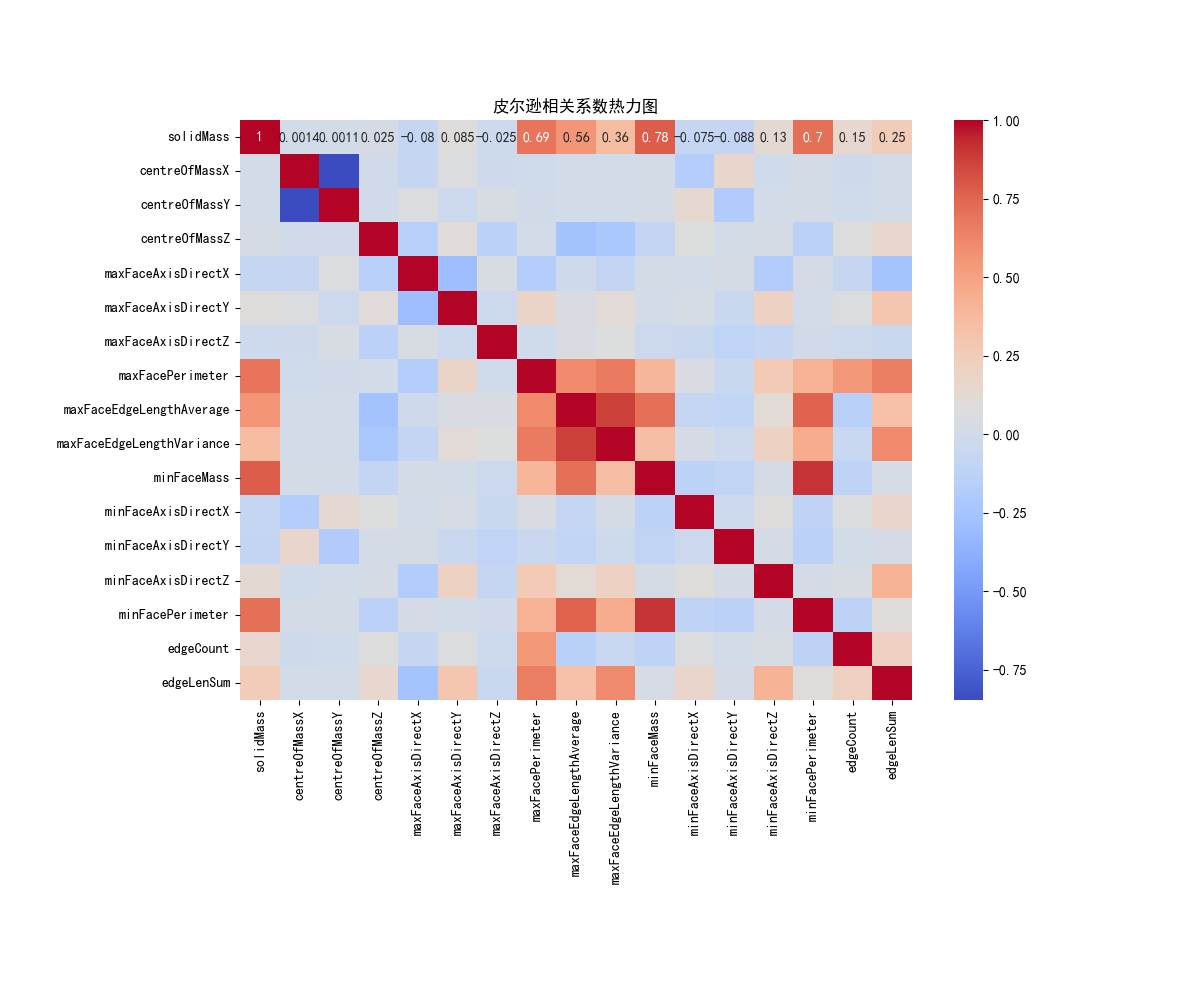 皮尔逊相关系数热力图
solidMass
1 0.0014 0.0011 0.025 −0.08 0.085 −0.025 0.69 0.56 0.36 0.78 −0.075 −0.088 0.13 0.7 0.15 0.25
centreOfMassX
centreOfMassY
centreOfMassZ
maxFaceAxisDirectX
maxFaceAxisDirectY
maxFaceAxisDirectZ
maxFacePerimeter
maxFaceEdgeLengthAverage
maxFaceEdgeLengthVariance
minFaceMass
minFaceAxisDirectX
minFaceAxisDirectY
minFaceAxisDirectZ
minFacePerimeter
edgeCount
edgeLenSum
solidMass
centreOfMassX
centreOfMassY
centreOfMassZ
maxFaceAxisDirectX
maxFaceAxisDirectY
maxFaceAxisDirectZ
maxFacePerimeter
maxFaceEdgeLengthAverage
maxFaceEdgeLengthVariance
minFaceMass
minFaceAxisDirectX
minFaceAxisDirectY
minFaceAxisDirectZ
minFacePerimeter
edgeCount
edgeLenSum
1.00
0.75
0.50
0.25
0.00
−0.25
−0.50
−0.75